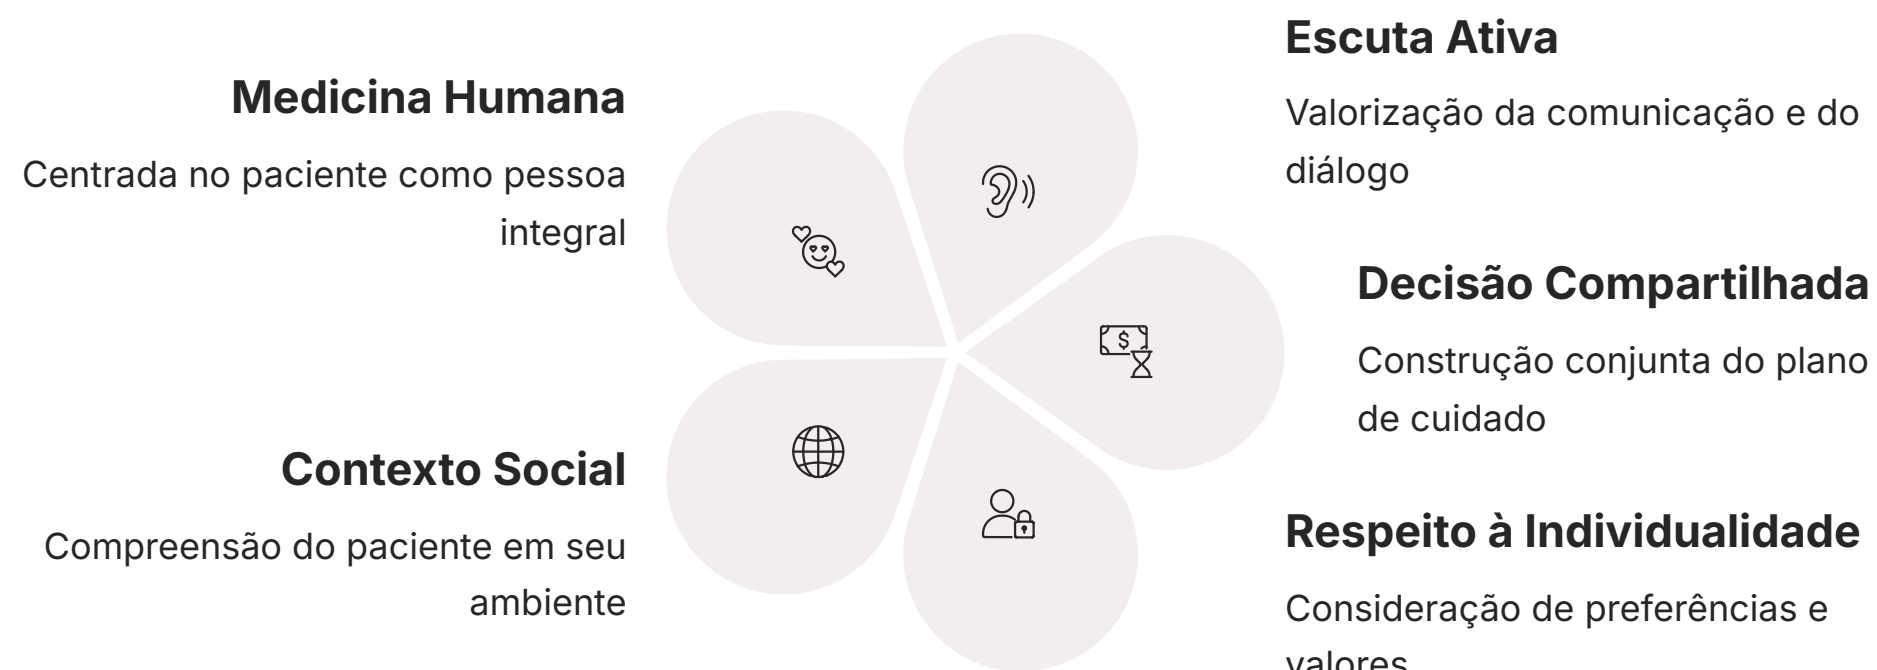 Medicina Humana
Centrada no paciente como pessoa
integral
Escuta Ativa
Valorização da comunicação e do
diálogo
Decisão Compartilhada
Construção conjunta do plano
de cuidado
Contexto Social
Compreensão do paciente em seu
ambiente
Respeito à Individualidade
Consideração de preferências e
valores
$